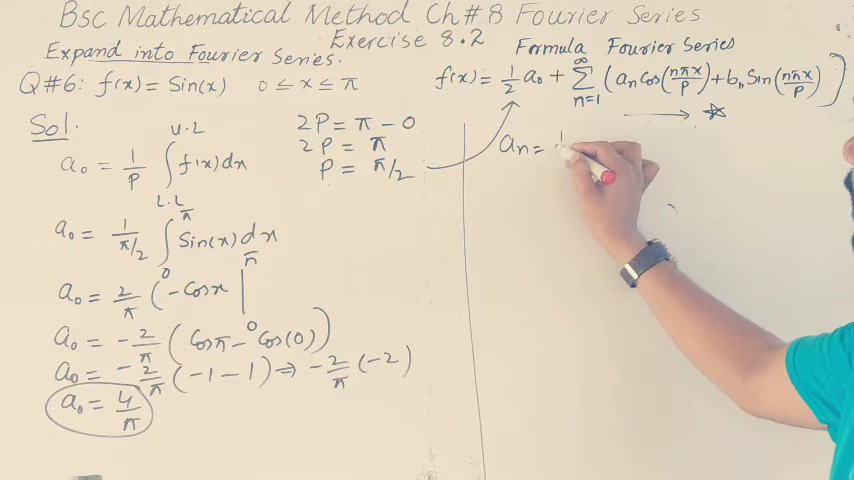 Bsc Mathematical Method Ch#8 Fourier Series
Exercise 8.2
Expand into Fourier Series.
Q#6: f(x) = Sin(x) 0 ≤ x ≤ π
Sol.
a₀ = 1/P ∫_{L.L}^{U.L} f(x)dx
a₀ = 1/(π/2) ∫_0^π Sin(x) dx
a₀ = 2/π (-Cosx |_0^π
a₀ = -2/π (Cosπ - Cos(0))
a₀ = -2/π (-1-1) ⇒ -2/π (-2)
a₀ = 4/π
2P = π - 0
2P = π
P = π/2
Formula Fourier Series
f(x) = 1/2 a₀ + ∑_{n=1}^∞ (aₙ Cos(nπx/P) + bₙ Sin(nπx/P))
→ ☆
aₙ = 1